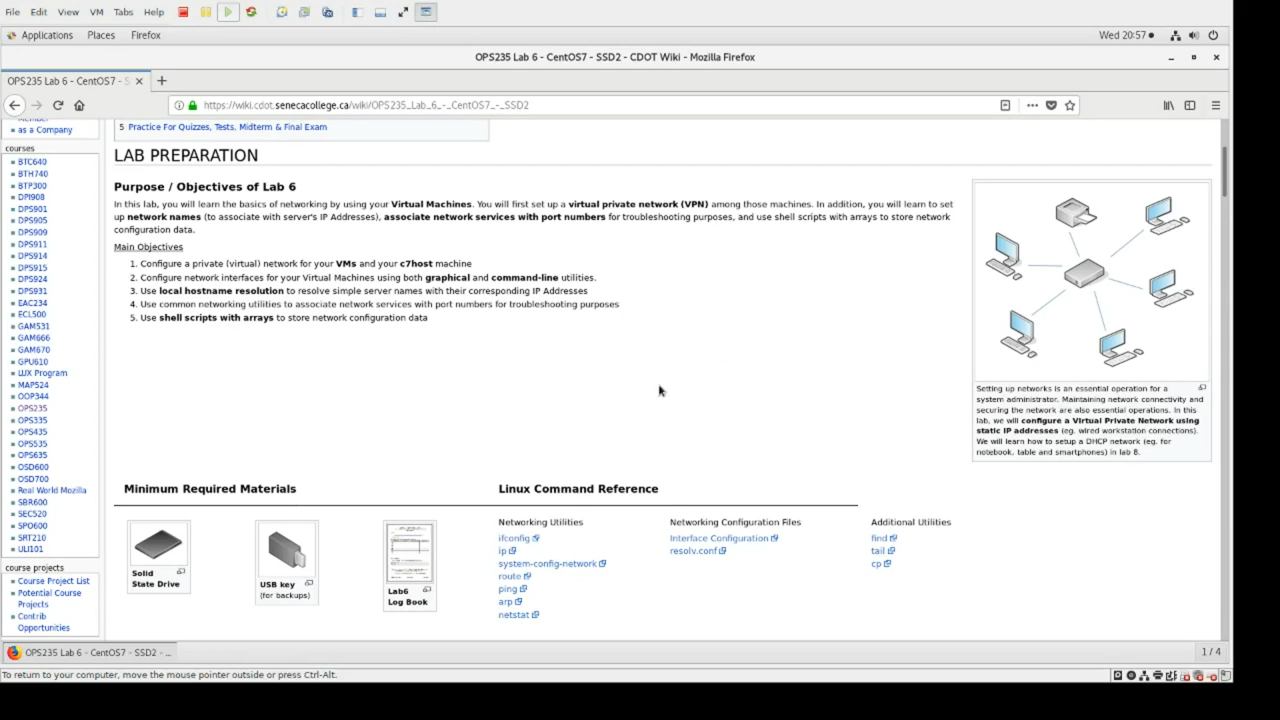 File Edit View VM Tabs Help
Applications Places Firefox Wed 20:57
OPS235 Lab 6 - CentOS7 - SSD2 - CDOT Wiki - Mozilla Firefox
OPS235 Lab 6 - CentOS7 - S
https://wiki.cdot.senecacollege.ca/wiki/OPS235_Lab_6_-_CentOS7_-_SSD2
as a Company
courses
BTC640
BTH740
BTP300
DPI908
DPS901
DPS905
DPS909
DPS911
DPS914
DPS915
DPS924
DPS931
EAC234
ECL500
GAM531
GAM666
GAM670
GPU610
LUX Program
MAP524
OOP344
OPS235
OPS335
OPS435
OPS535
OPS635
OSD600
OSD700
Real World Mozilla
SBR600
SEC520
SPO600
SRT210
ULI101
course projects
Course Project List
Potential Course
Projects
Contrib
Opportunities
5 Practice For Quizzes, Tests, Midterm & Final Exam
LAB PREPARATION
Purpose / Objectives of Lab 6
In this lab, you will learn the basics of networking by using your Virtual Machines. You will first set up a virtual private network (VPN) among those machines. In addition, you will learn to set
up network names (to associate with server's IP Addresses), associate network services with port numbers for troubleshooting purposes, and use shell scripts with arrays to store network
configuration data.
Main Objectives
1. Configure a private (virtual) network for your VMs and your c7host machine
2. Configure network interfaces for your Virtual Machines using both graphical and command-line utilities.
3. Use local hostname resolution to resolve simple server names with their corresponding IP Addresses
4. Use common networking utilities to associate network services with port numbers for troubleshooting purposes
5. Use shell scripts with arrays to store network configuration data
Setting up networks is an essential operation for a
system administrator. Maintaining network connectivity and
securing the network are also essential operations. In this
lab, we will configure a Virtual Private Network using
static IP addresses (eg. wired workstation connections).
We will learn how to setup a DHCP network (eg. for
notebook, table and smartphones) in lab 8.
Minimum Required Materials
Solid
State Drive
USB key
(for backups)
Lab6
Log Book
Linux Command Reference
Networking Utilities
ifconfig
ip
system-config-network
route
ping
arp
netstat
Networking Configuration Files
Interface Configuration
resolv.conf
Additional Utilities
find
tail
cp
OPS235 Lab 6 - CentOS7 - SSD2 - ... 1 / 4
To return to your computer, move the mouse pointer outside or press Ctrl-Alt.